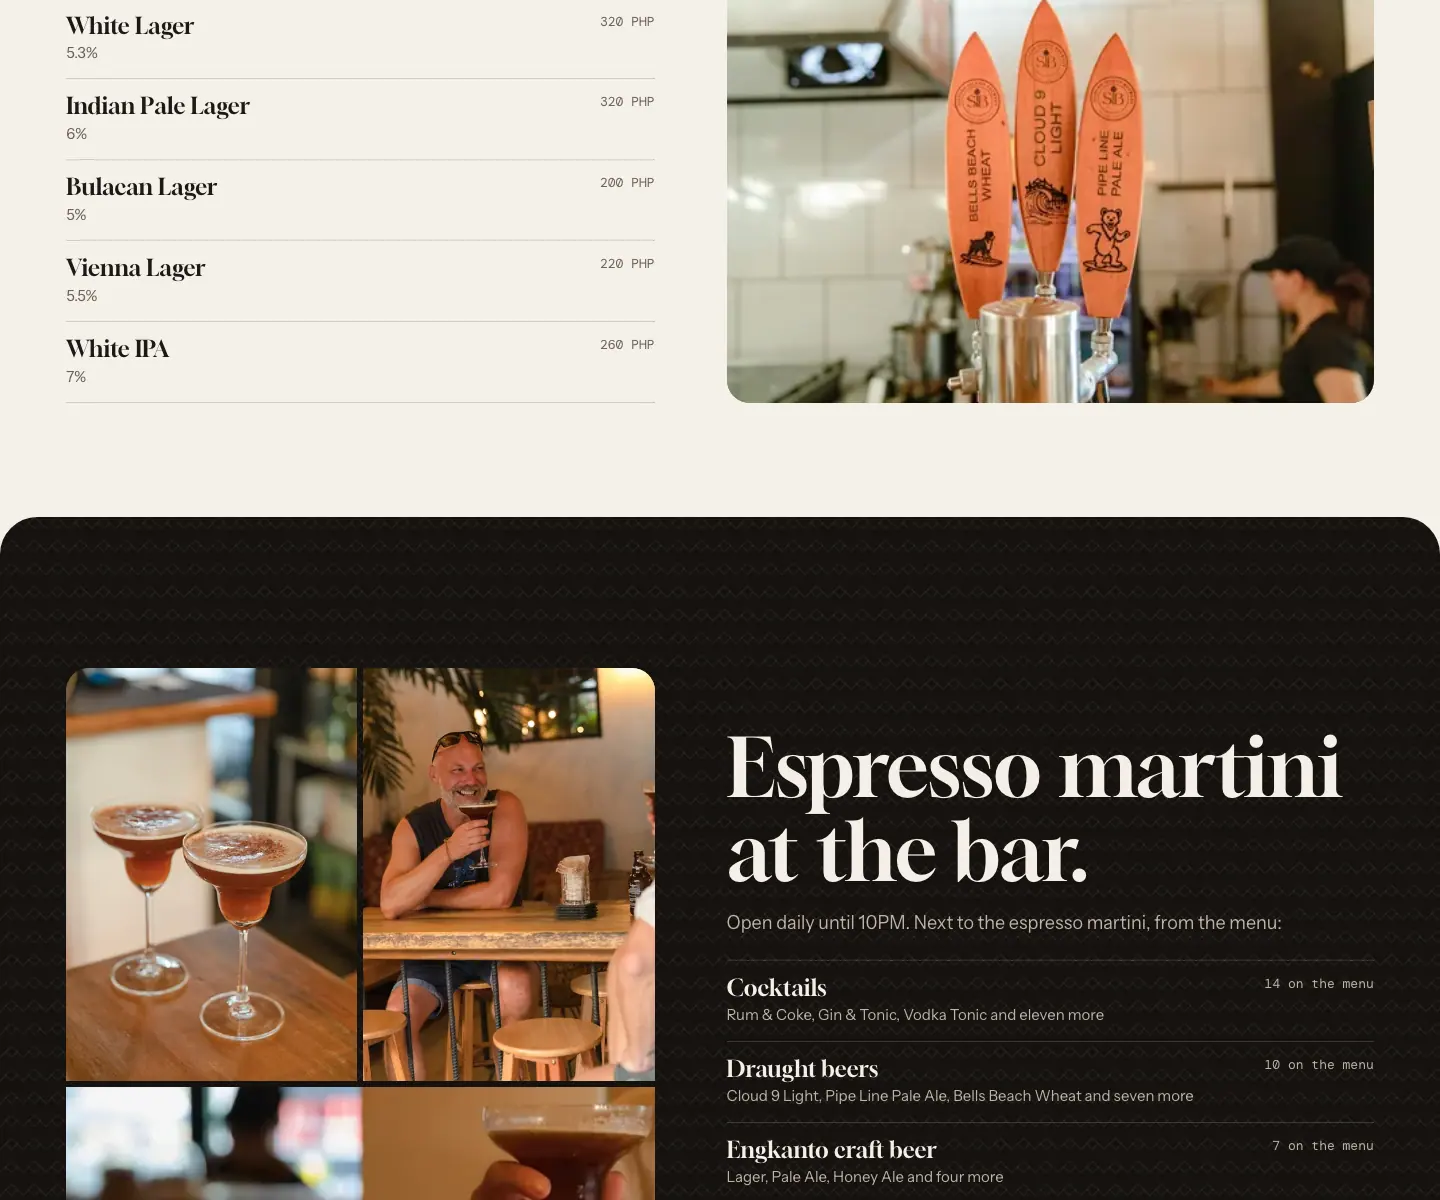 White Lager
320 PHP
5.3%
Indian Pale Lager
320 PHP
6%
Bulacan Lager
200 PHP
5%
Vienna Lager
220 PHP
5.5%
White IPA
260 PHP
7%
SB
BELLS BEACH
WHEAT
CLOUD 9
LIGHT
SB
PIPE LINE
PALE ALE
Espresso martini
at the bar.
Open daily until 10PM. Next to the espresso martini, from the menu:
Cocktails
14 on the menu
Rum & Coke, Gin & Tonic, Vodka Tonic and eleven more
Draught beers
10 on the menu
Cloud 9 Light, Pipe Line Pale Ale, Bells Beach Wheat and seven more
Engkanto craft beer
7 on the menu
Lager, Pale Ale, Honey Ale and four more